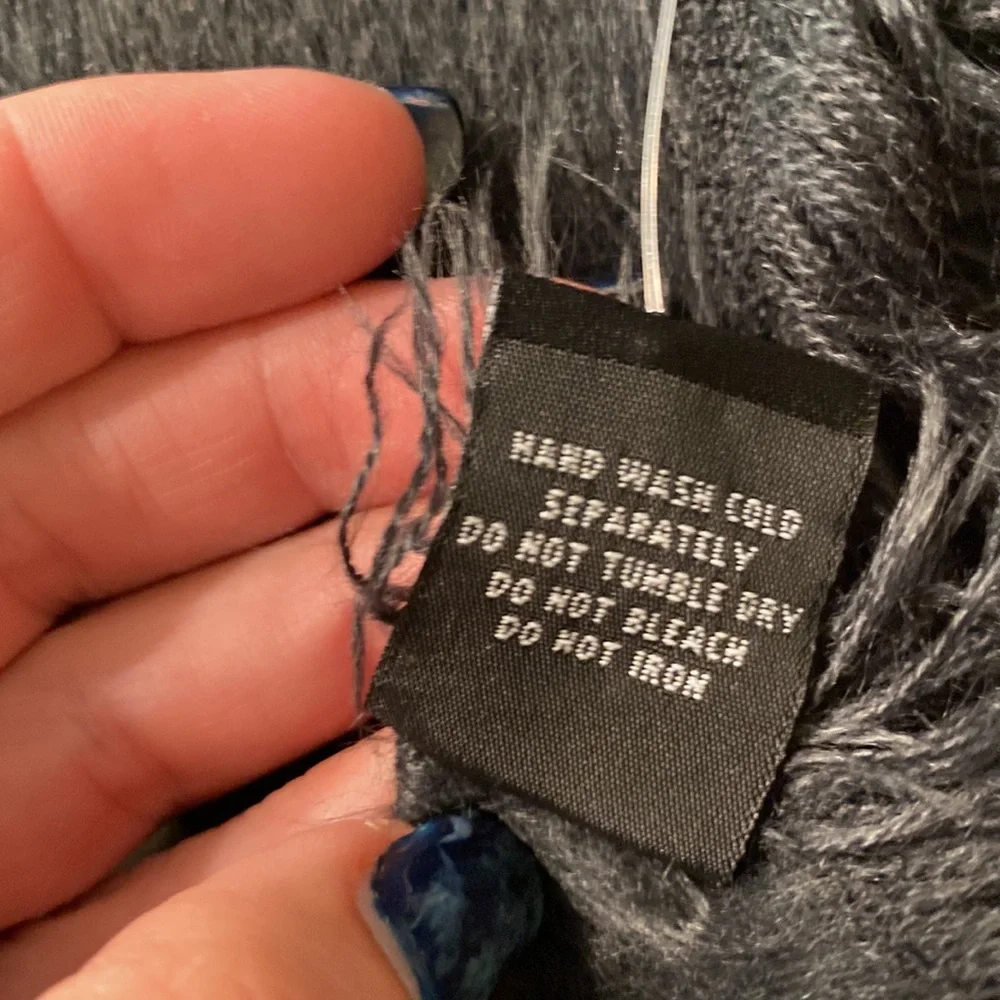 HAND WASH COLD
SEPARATELY
DO NOT TUMBLE DRY
DO NOT BLEACH
DO NOT IRON